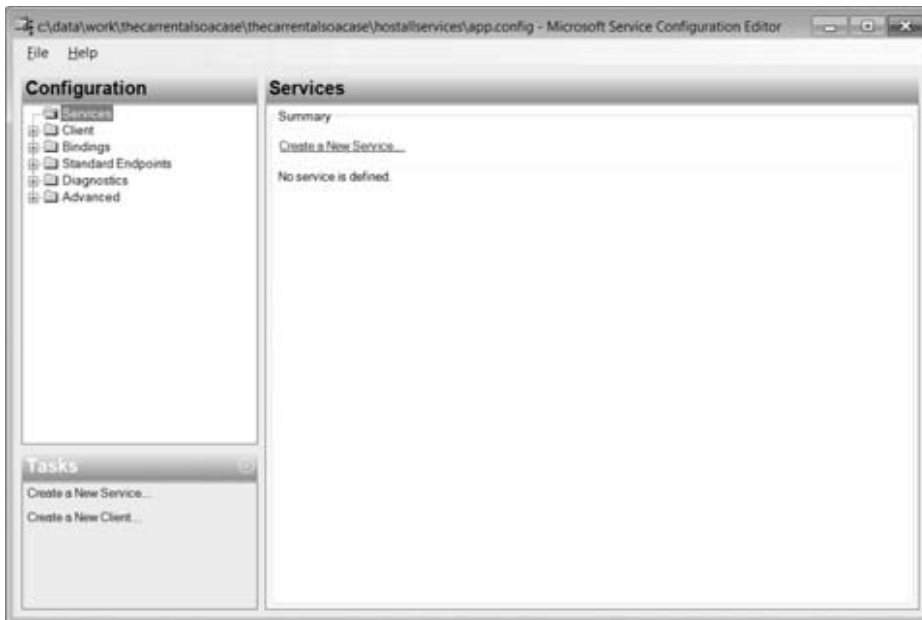 c:\data\work\thecarrentalsoacase\thecarrentalsoacase\hostallservices\app.config - Microsoft Service Configuration Editor
File Help
Configuration
Services
Client
Bindings
Standard Endpoints
Diagnostics
Advanced
Tasks
Create a New Service...
Create a New Client...
Services
Summary
Create a New Service...
No service is defined.